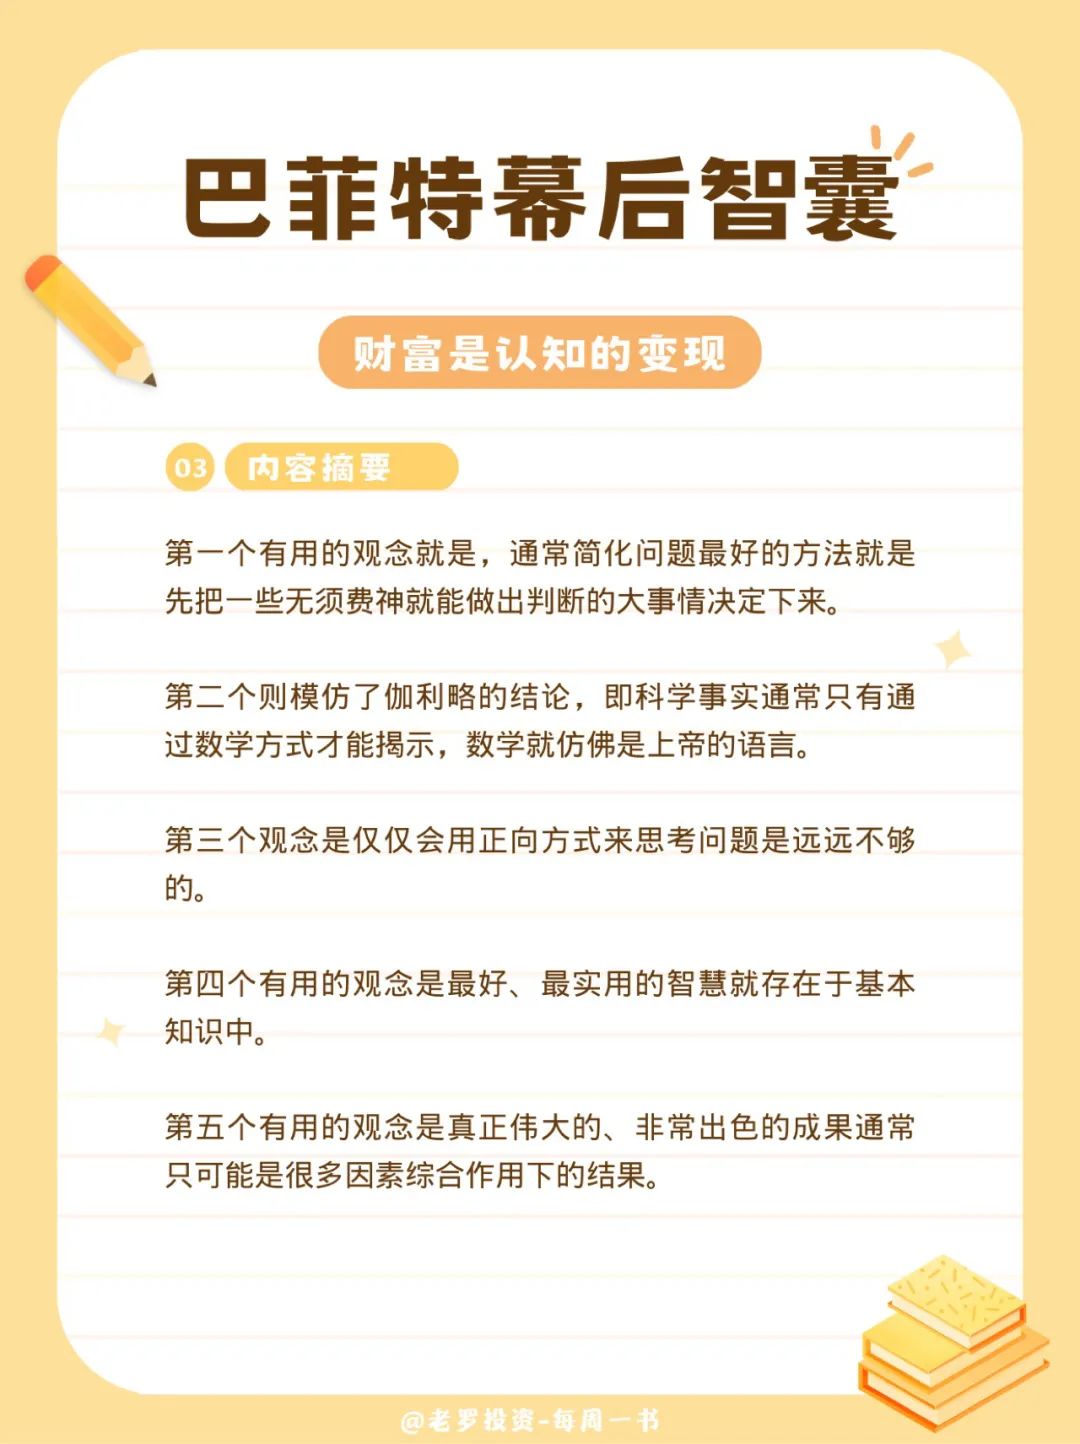 巴菲特幕后智囊
财富是认知的变现
03 内容摘要
第一个有用的观念就是，通常简化问题最好的方法就是
先把一些无须费神就能做出判断的大事情决定下来。
第二个则模仿了伽利略的结论，即科学事实通常只有通
过数学方式才能揭示，数学就仿佛是上帝的语言。
第三个观念是仅仅会用正向方式来思考问题是远远不够
的。
第四个有用的观念是最好、最实用的智慧就存在于基本
知识中。
第五个有用的观念是真正伟大的、非常出色的成果通常
只可能是很多因素综合作用下的结果。
@老罗投资-每周一书